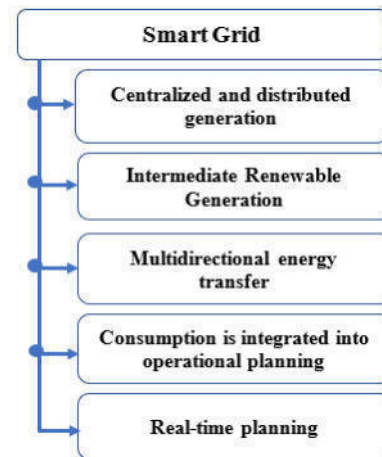 Smart Grid
Centralized and distributed
generation
Intermediate Renewable
Generation
Multidirectional energy
transfer
Consumption is integrated into
operational planning
Real-time planning